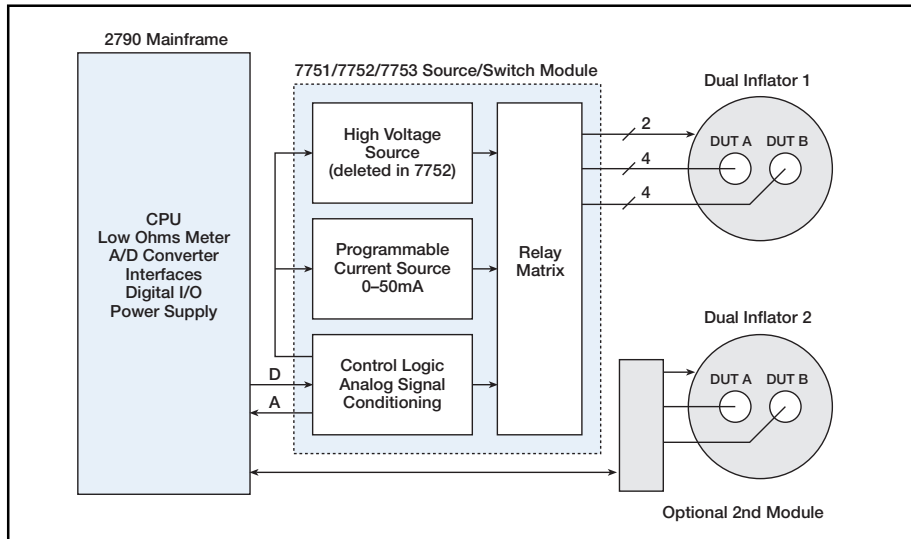 2790 Mainframe
CPU
Low Ohms Meter
A/D Converter
Interfaces
Digital I/O
Power Supply
D
A
7751/7752/7753 Source/Switch Module
High Voltage
Source
(deleted in 7752)
Programmable
Current Source
0–50mA
Control Logic
Analog Signal
Conditioning
Relay
Matrix
2
4
4
Dual Inflator 1
DUT A DUT B
Dual Inflator 2
DUT A DUT B
Optional 2nd Module